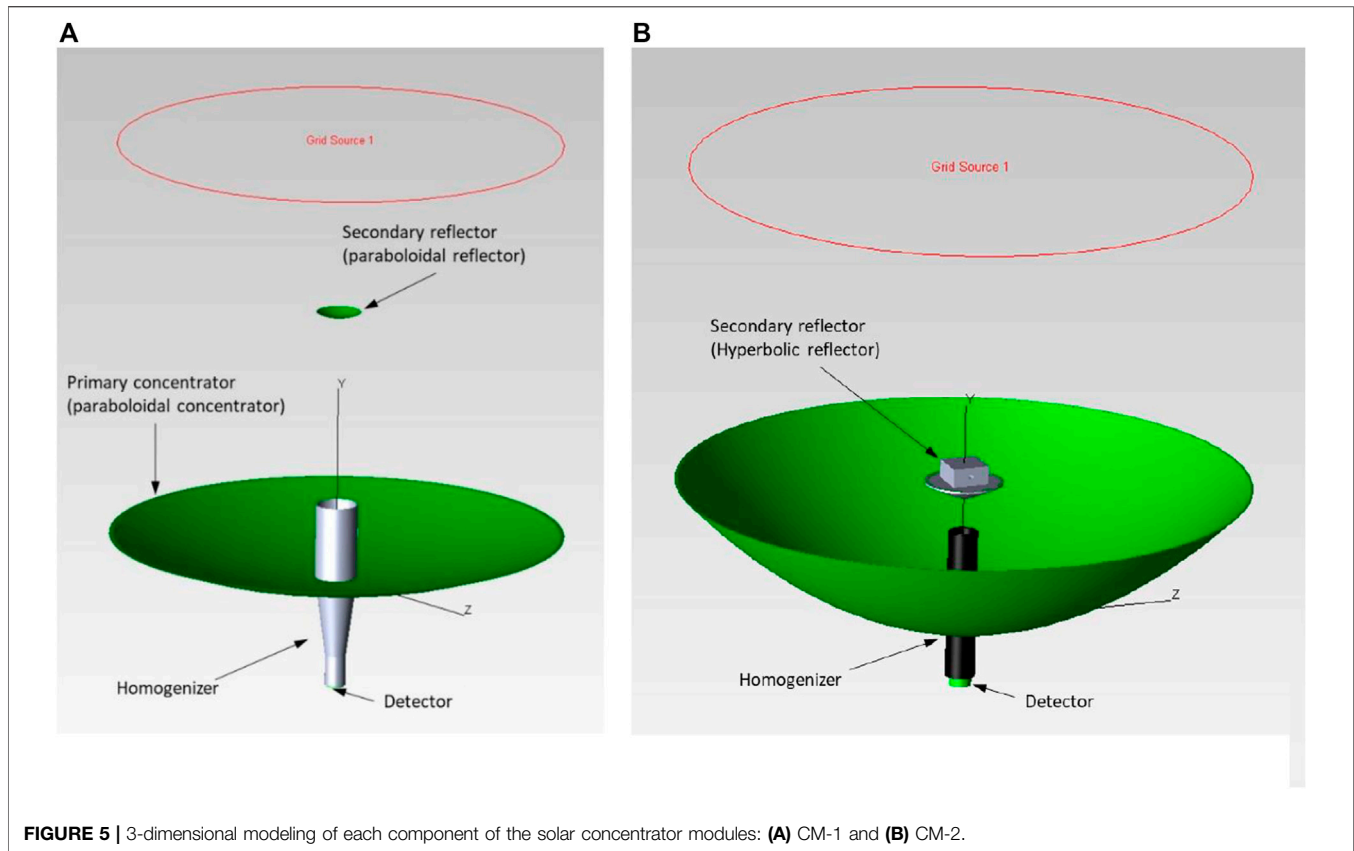 A
Grid Source 1
Secondary reflector
(paraboloidal reflector)
Primary concentrator
(paraboloidal concentrator)
Y
Z
Homogenizer
Detector
B
Grid Source 1
Secondary reflector
(Hyperbolic reflector)
Y
Z
Homogenizer
Detector
FIGURE 5 | 3-dimensional modeling of each component of the solar concentrator modules: (A) CM-1 and (B) CM-2.